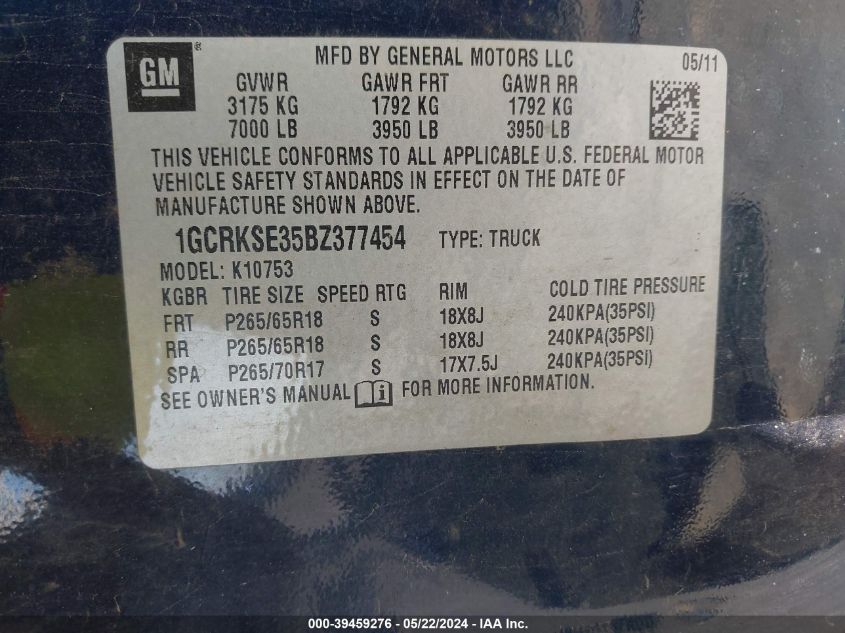 GM ®
MFD BY GENERAL MOTORS LLC 05/11
GVWR GAWR FRT GAWR RR
3175 KG 1792 KG 1792 KG
7000 LB 3950 LB 3950 LB
THIS VEHICLE CONFORMS TO ALL APPLICABLE U.S. FEDERAL MOTOR
VEHICLE SAFETY STANDARDS IN EFFECT ON THE DATE OF
MANUFACTURE SHOWN ABOVE.
1GCRKSE35BZ377454 TYPE: TRUCK
MODEL: K10753
KGBR TIRE SIZE SPEED RTG RIM COLD TIRE PRESSURE
FRT P265/65R18 S 18X8J 240KPA(35PSI)
RR P265/65R18 S 18X8J 240KPA(35PSI)
SPA P265/70R17 S 17X7.5J 240KPA(35PSI)
SEE OWNER'S MANUAL i FOR MORE INFORMATION.
000-39459276 - 05/22/2024 - IAA Inc.